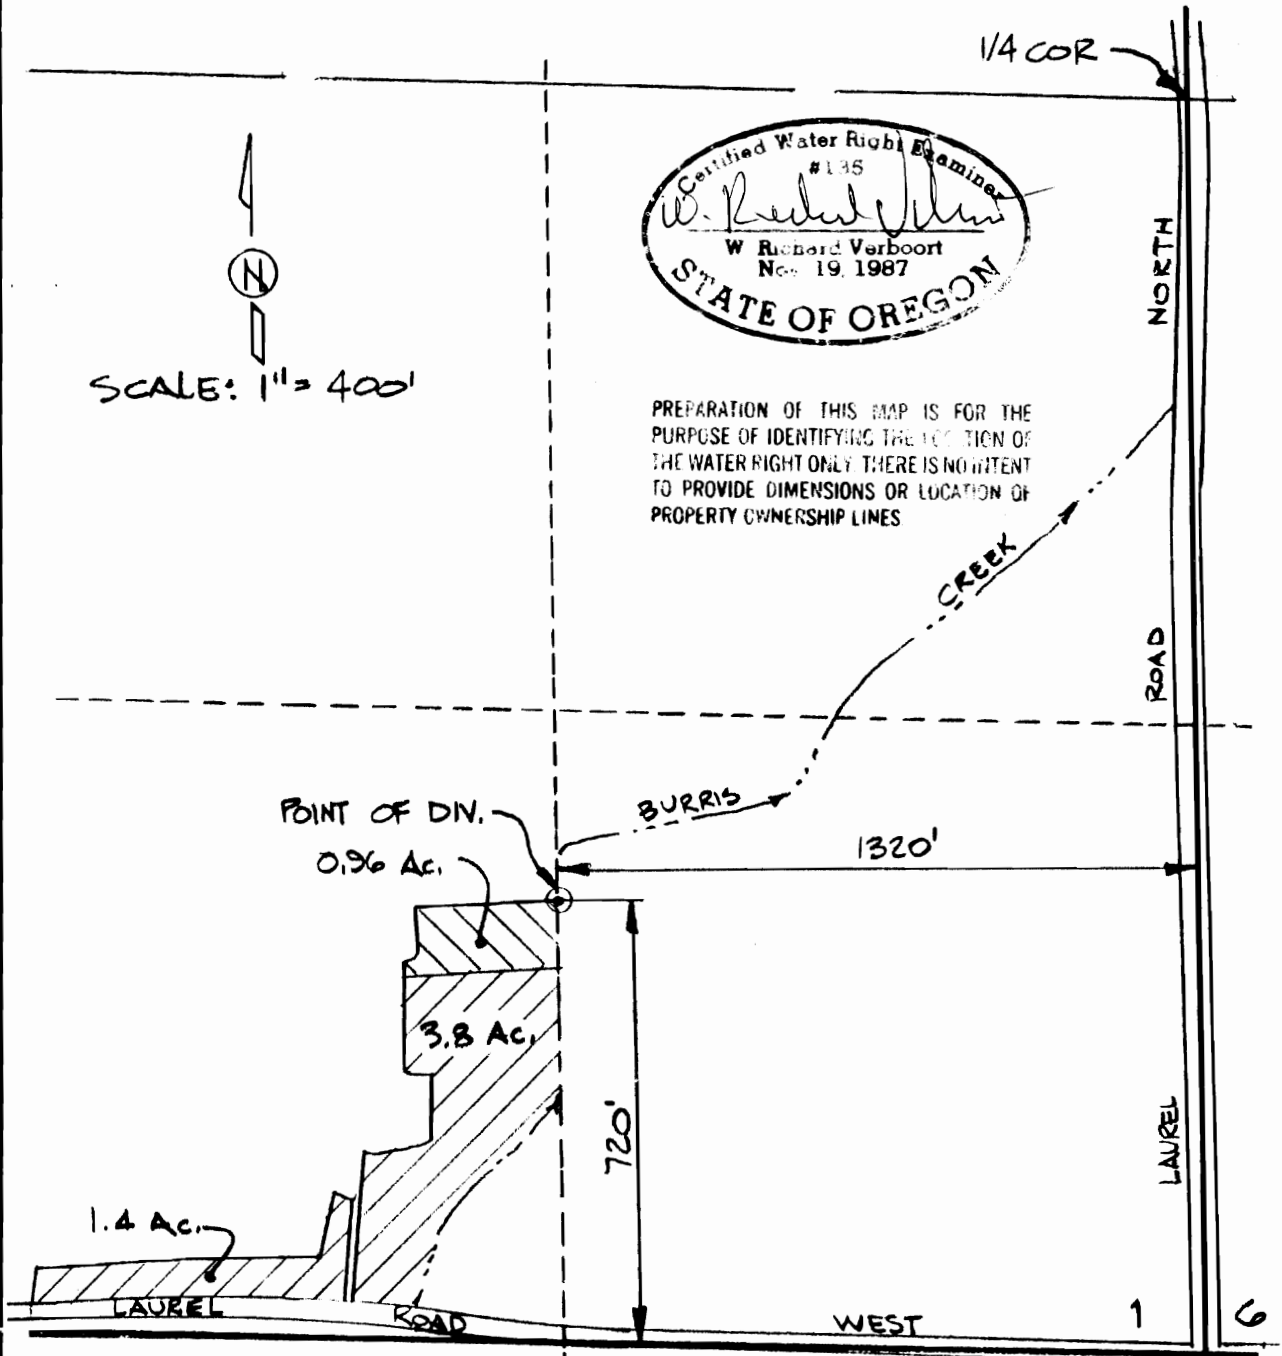 1/4 COR
Certified Water Right Examiner
#135
W Richard Verboort
Nov 19, 1987
STATE OF OREGON
N
SCALE: 1" = 400'
NORTH
PREPARATION OF THIS MAP IS FOR THE
PURPOSE OF IDENTIFYING THE LOCATION OF
THE WATER RIGHT ONLY. THERE IS NO INTENT
TO PROVIDE DIMENSIONS OR LOCATION OF
PROPERTY OWNERSHIP LINES
CREEK
ROAD
BURRIS
POINT OF DIV.
0.96 Ac.
1320'
3.8 Ac.
720'
LAUREL
1.4 Ac.
LAUREL
ROAD
WEST
1
6